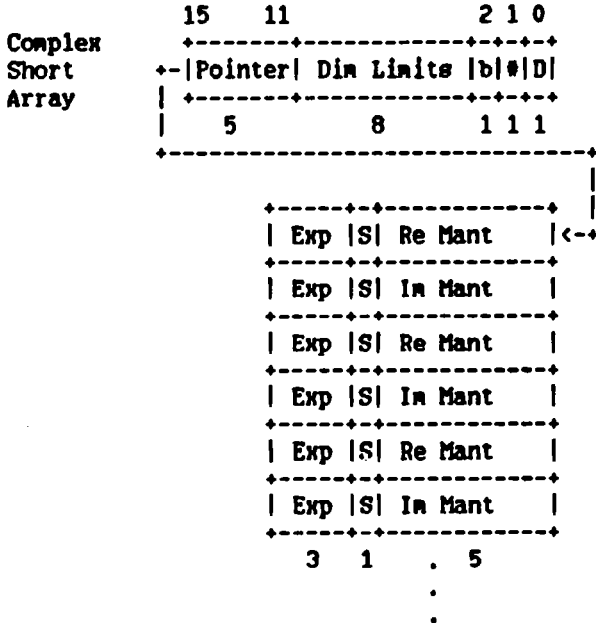 15     11               2 1 0
Complex   +--------+--------------+-+-+-+
Short   +-|Pointer| Dim Limits |b|#|D|
Array   | +--------+--------------+-+-+-+
|     5          8       1 1 1
+----------------------------------+
|
+------+-+--------------+ |
| Exp |S| Re Mant    |<-+
+------+-+--------------+
| Exp |S| Im Mant    |
+------+-+--------------+
| Exp |S| Re Mant    |
+------+-+--------------+
| Exp |S| Im Mant    |
+------+-+--------------+
| Exp |S| Re Mant    |
+------+-+--------------+
| Exp |S| Im Mant    |
+------+-+--------------+
3   1   .  5
.
.